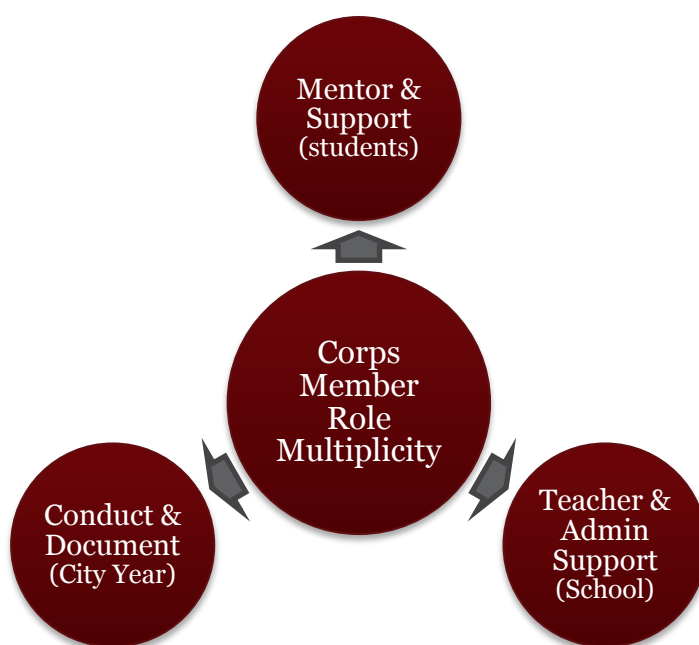 Mentor &
Support
(students)
Corps
Member
Role
Multiplicity
Conduct &
Document
(City Year)
Teacher &
Admin
Support
(School)